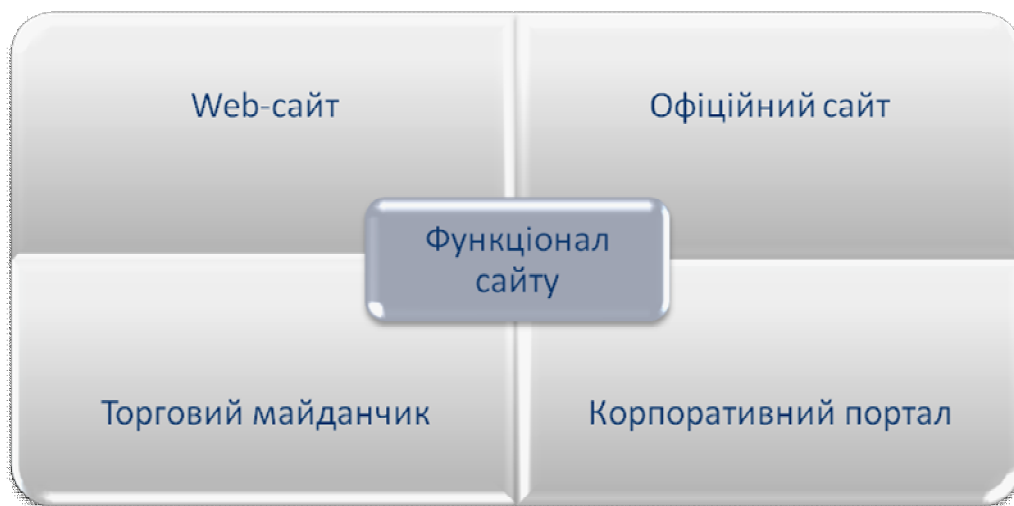 Web-сайт
Офіційний сайт
Функціонал
сайту
Торговий майданчик
Корпоративний портал